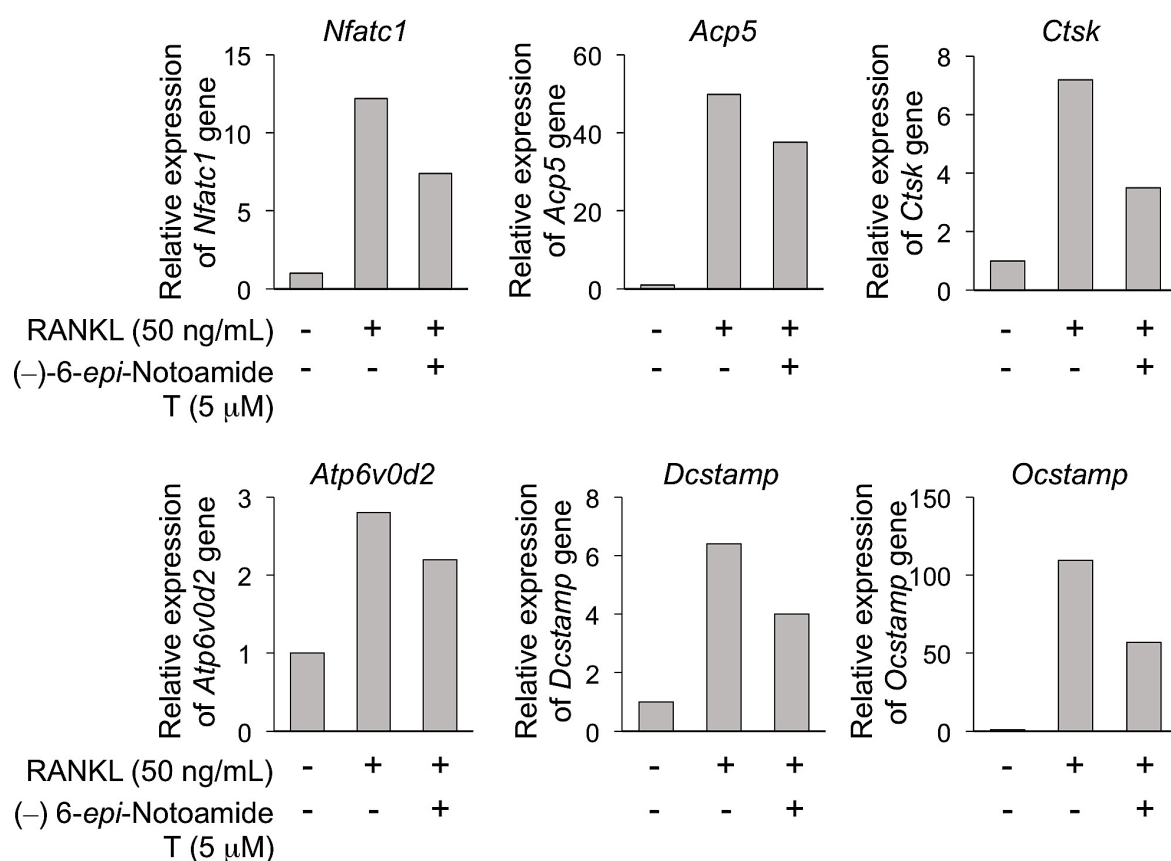 Nfatc1
Relative expression
of Nfatc1 gene
15
10
5
0
Acp5
Relative expression
of Acp5 gene
60
40
20
0
Ctsk
Relative expression
of Ctsk gene
8
6
4
2
0
RANKL (50 ng/mL) - + + - + + - + +
(–)-6-epi-Notoamide - - + - - + - - +
T (5 μM)
Atp6v0d2
Relative expression
of Atp6v0d2 gene
3
2
1
0
Dcstamp
Relative expression
of Dcstamp gene
8
6
4
2
0
Ocstamp
Relative expression
of Ocstamp gene
150
100
50
0
RANKL (50 ng/mL) - + + - + + - + +
(–) 6-epi-Notoamide - - + - - + - - +
T (5 μM)